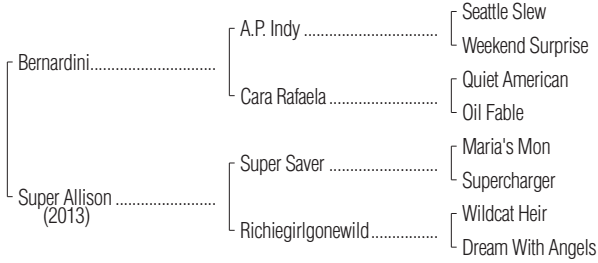 Seattle Slew
A.P. Indy
Weekend Surprise
Bernardini
Quiet American
Cara Rafaela
Oil Fable
Maria's Mon
Super Saver
Supercharger
Super Allison
(2013)
Wildcat Heir
Richiegirlgonewild
Dream With Angels